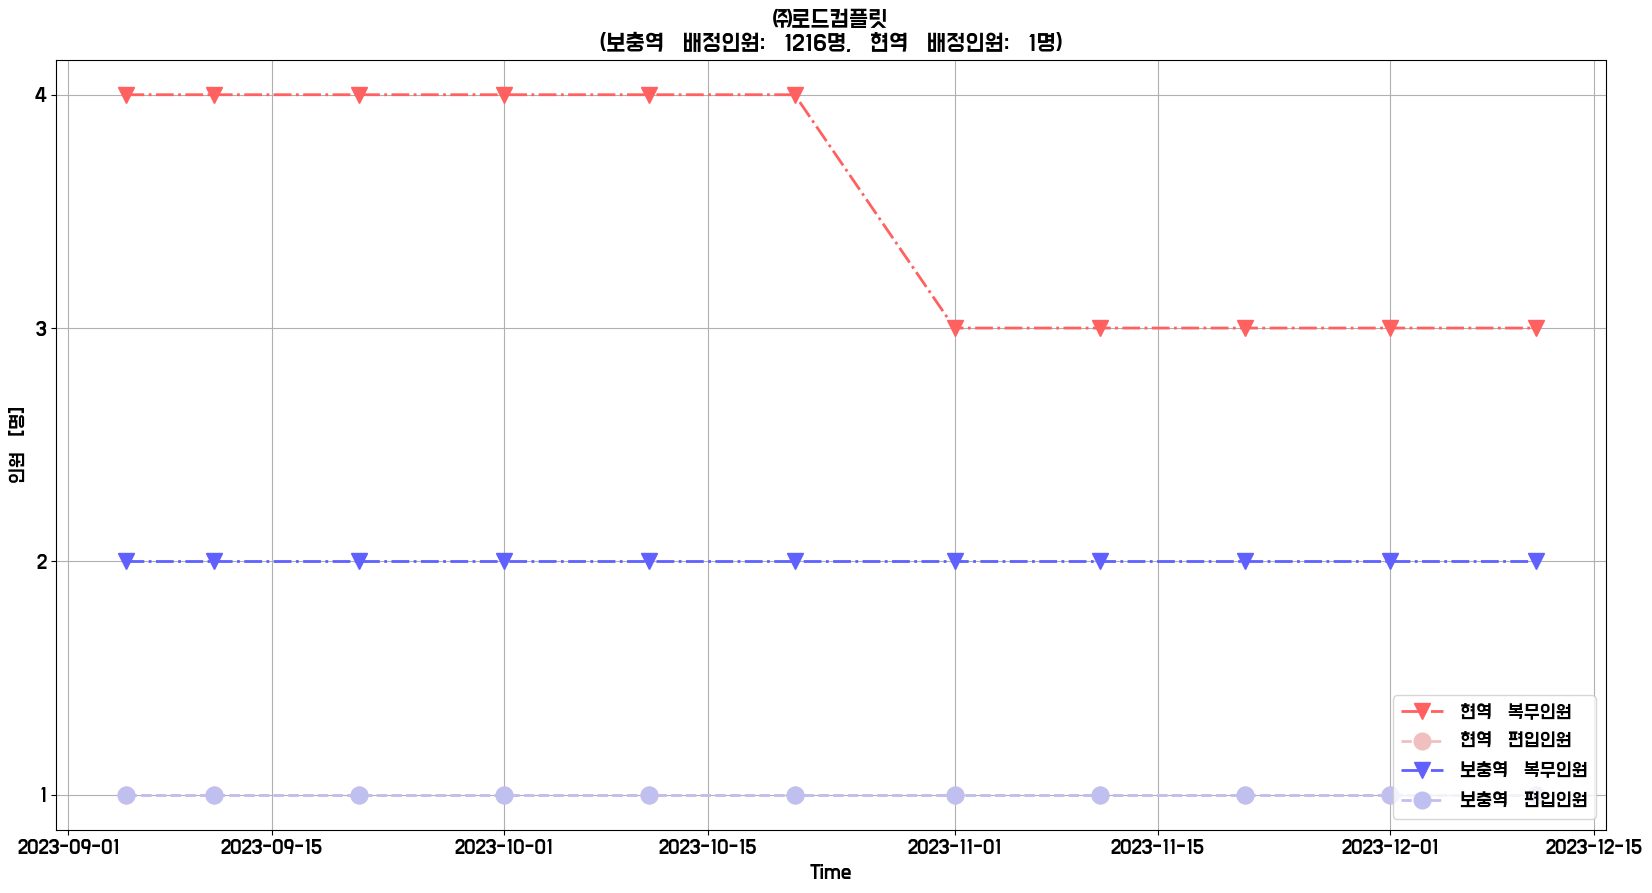 ㈜로드컴플릿
(보충역 배정인원: 1216명, 현역 배정인원: 1명)
4
3
2
1
인원 [명]
현역 복무인원
현역 편입인원
보충역 복무인원
보충역 편입인원
2023-09-01 2023-09-15 2023-10-01 2023-10-15 2023-11-01 2023-11-15 2023-12-01 2023-12-15
Time